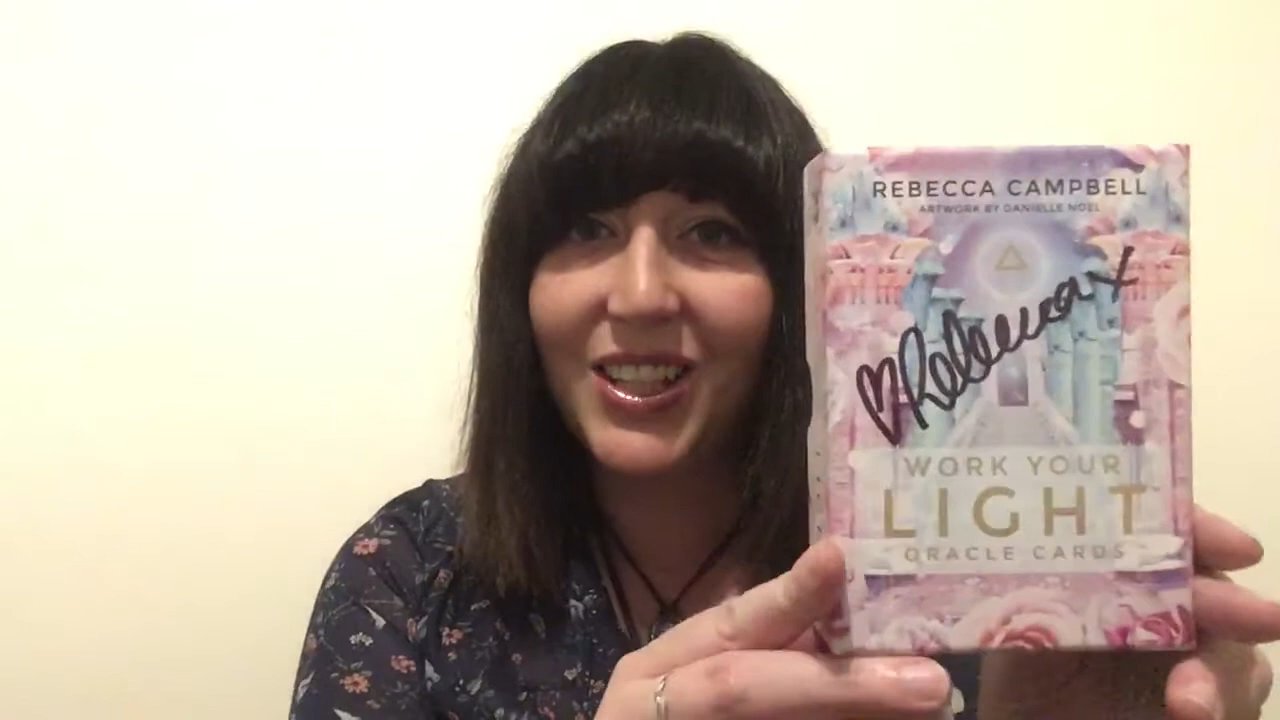 REBECCA CAMPBELL
ARTWORK BY DANIELLE NOEL
♡Rebecca x
WORK YOUR
LIGHT
ORACLE CARDS